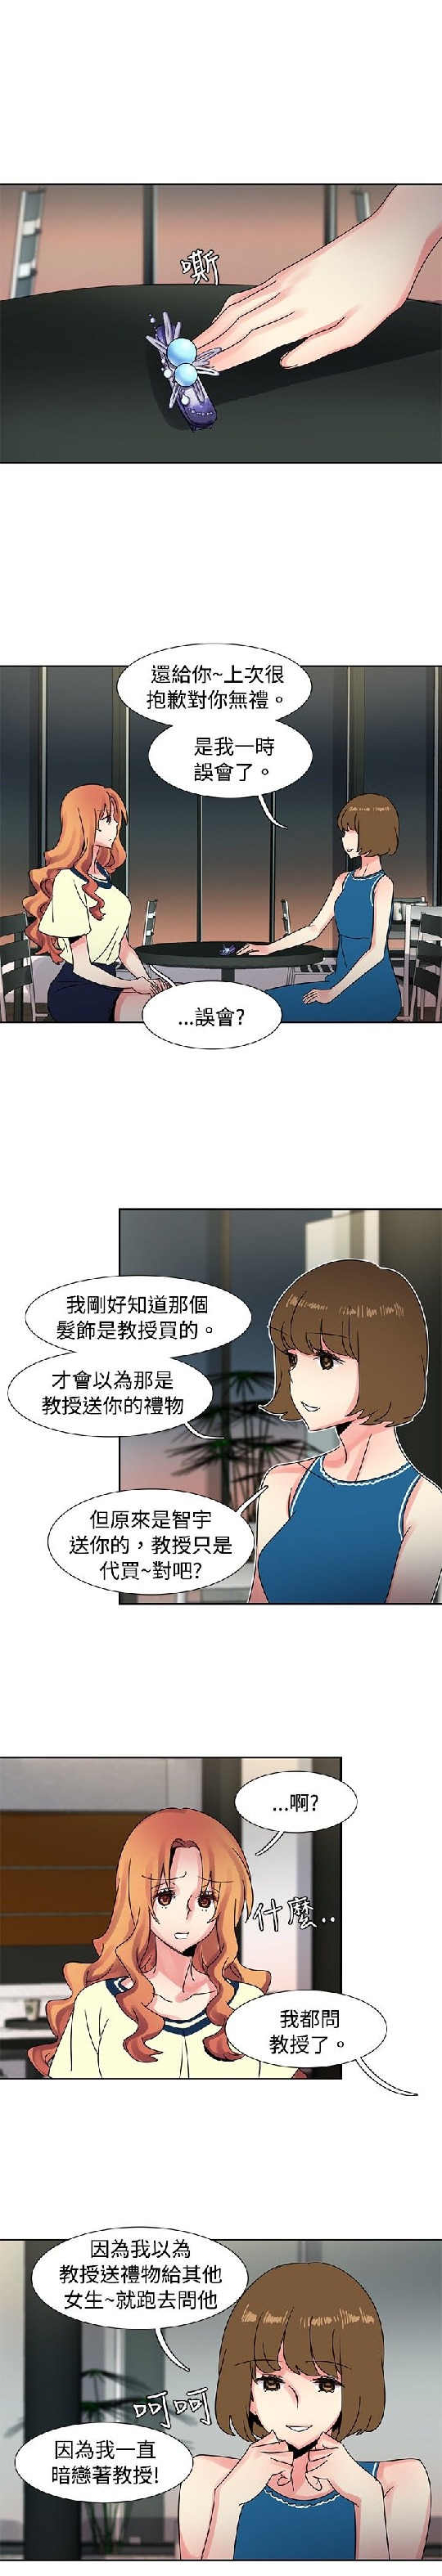 嘶
還給你~上次很
抱歉對你無禮。
是我一時
誤會了。
...誤會?
我剛好知道那個
髮飾是教授買的。
才會以為那是
教授送你的禮物
但原來是智宇
送你的，教授只是
代買~對吧?
...啊?
什麼..
我都問
教授了。
因為我以為
教授送禮物給其他
女生~就跑去問他
呵呵
因為我一直
暗戀著教授!